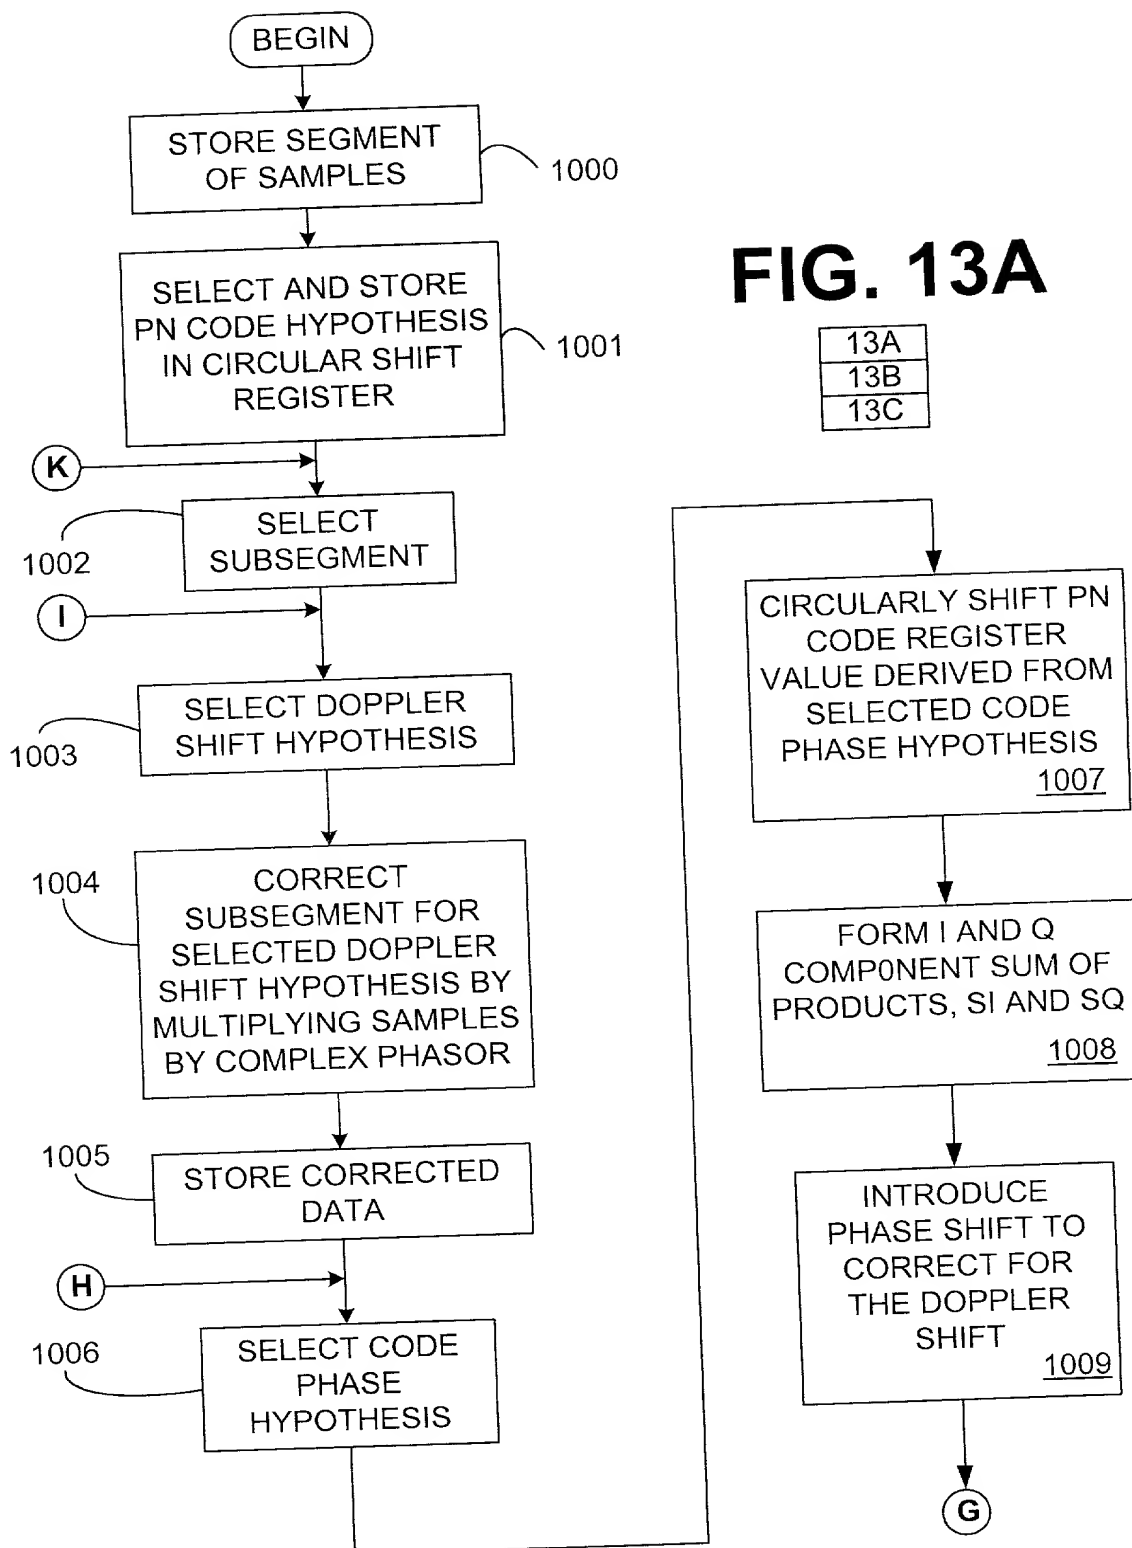 BEGIN
STORE SEGMENT
OF SAMPLES
1000
SELECT AND STORE
PN CODE HYPOTHESIS
IN CIRCULAR SHIFT
REGISTER
1001
K
SELECT
SUBSEGMENT
1002
I
SELECT DOPPLER
SHIFT HYPOTHESIS
1003
CORRECT
SUBSEGMENT FOR
SELECTED DOPPLER
SHIFT HYPOTHESIS BY
MULTIPLYING SAMPLES
BY COMPLEX PHASOR
1004
STORE CORRECTED
DATA
1005
H
SELECT CODE
PHASE
HYPOTHESIS
1006
FIG. 13A
13A
13B
13C
CIRCULARLY SHIFT PN
CODE REGISTER
VALUE DERIVED FROM
SELECTED CODE
PHASE HYPOTHESIS
1007
FORM I AND Q
COMP0NENT SUM OF
PRODUCTS, SI AND SQ
1008
INTRODUCE
PHASE SHIFT TO
CORRECT FOR
THE DOPPLER
SHIFT
1009
G